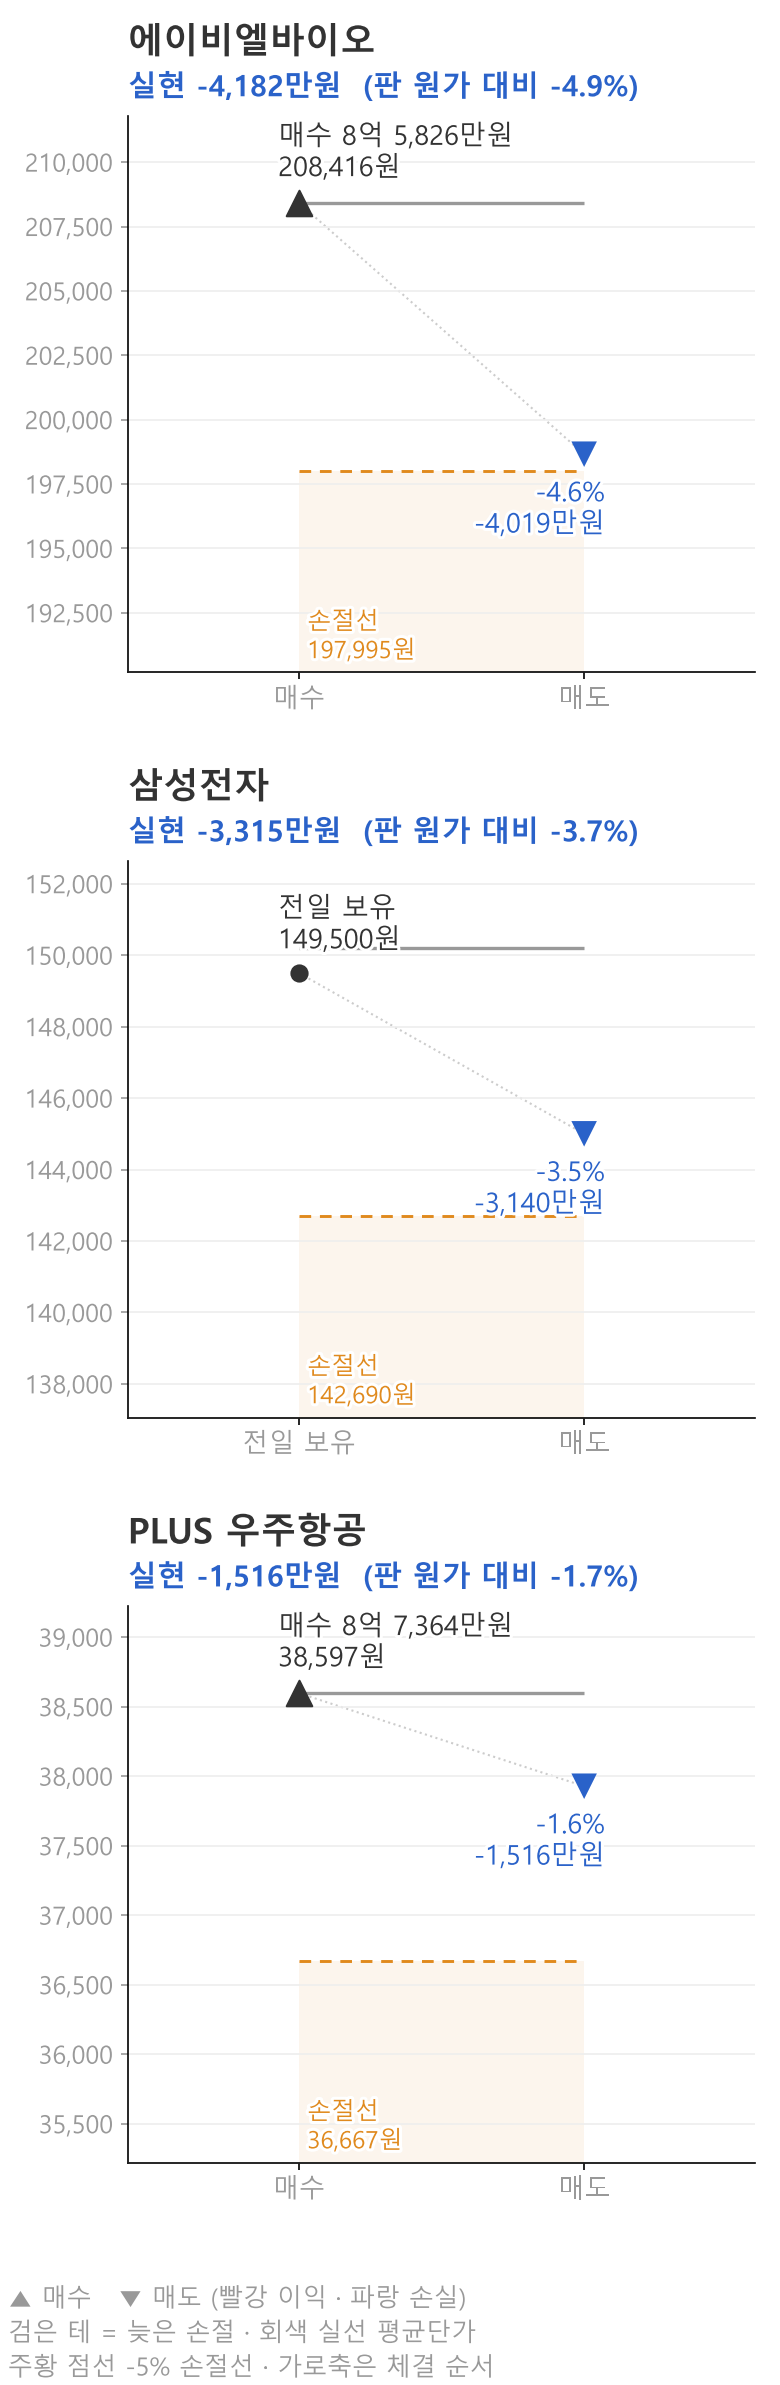 에이비엘바이오
실현 -4,182만원 (판 원가 대비 -4.9%)
매수 8억 5,826만원
210,000
208,416원
207,500
205,000
202,500
200,000
197,500
-4.6%
-4,019만원
195,000
192,500
손절선
197,995원
매수
매도
삼성전자
실현 -3,315만원 (판 원가 대비 -3.7%)
152,000
전일 보유
149,500원
150,000
148,000
146,000
144,000
-3.5%
-3,140만원
142,000
140,000
138,000
손절선
142,690원
전일 보유
매도
PLUS 우주항공
실현 -1,516만원 (판 원가 대비 -1.7%)
매수 8억 7,364만원
39,000
38,597원
38,500
38,000
-1.6%
37,500
-1,516만원
37,000
36,500
36,000
35,500
손절선
36,667원
매수
매도
▲ 매수 ▼ 매도 (빨강 이익 · 파랑 손실)
검은 테 = 늦은 손절 · 회색 실선 평균단가
주황 점선 -5% 손절선 · 가로축은 체결 순서